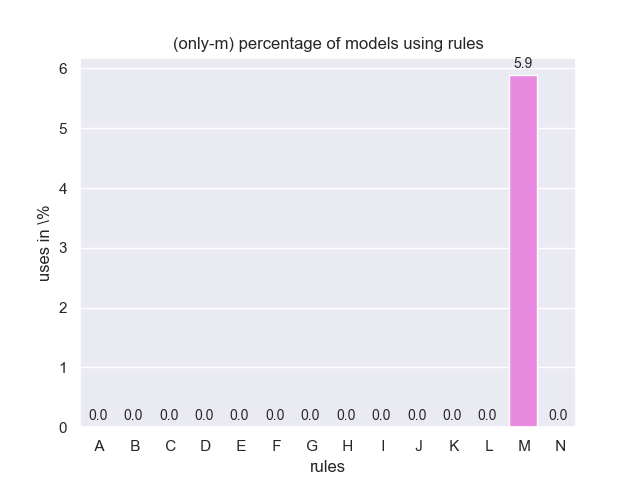 (only-m) percentage of models using rules
uses in \%
6
5
4
3
2
1
0
5.9
0.0 0.0 0.0 0.0 0.0 0.0 0.0 0.0 0.0 0.0 0.0 0.0 0.0
A B C D E F G H I J K L M N
rules